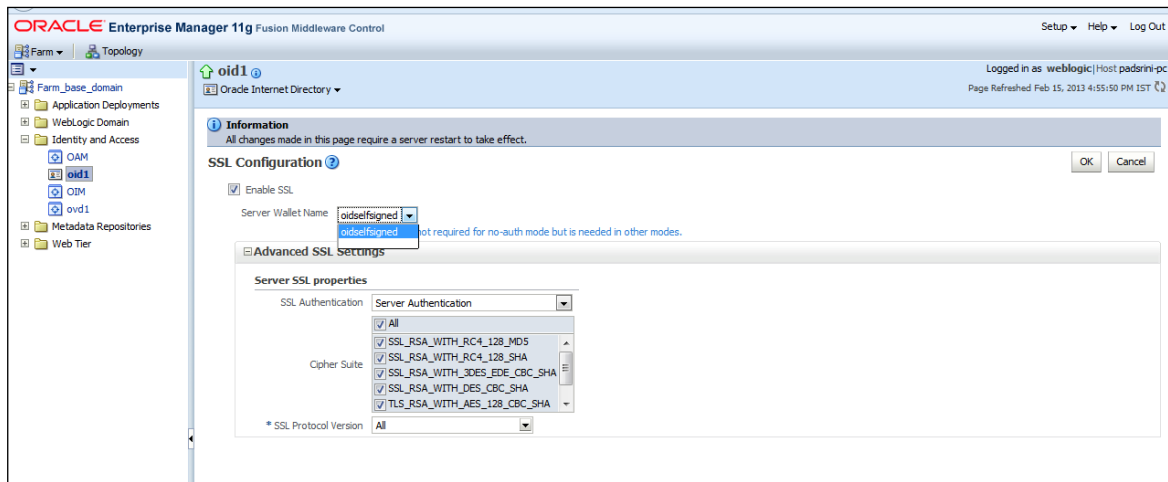 ORACLE Enterprise Manager 11g Fusion Middleware Control
Setup Help Log Out
Farm Topology
Farm_base_domain
Application Deployments
WebLogic Domain
Identity and Access
OAM
oid1
OIM
ovd1
Metadata Repositories
Web Tier
oid1
Oracle Internet Directory
Logged in as weblogic|Host padsrini-pc
Page Refreshed Feb 15, 2013 4:55:50 PM IST
Information
All changes made in this page require a server restart to take effect.
SSL Configuration
OK Cancel
Enable SSL
Server Wallet Name oidselfsigned
oidselfsigned not required for no-auth mode but is needed in other modes.
Advanced SSL Settings
Server SSL properties
SSL Authentication Server Authentication
All
SSL_RSA_WITH_RC4_128_MD5
SSL_RSA_WITH_RC4_128_SHA
Cipher Suite SSL_RSA_WITH_3DES_EDE_CBC_SHA
SSL_RSA_WITH_DES_CBC_SHA
TLS_RSA_WITH_AES_128_CBC_SHA
* SSL Protocol Version All